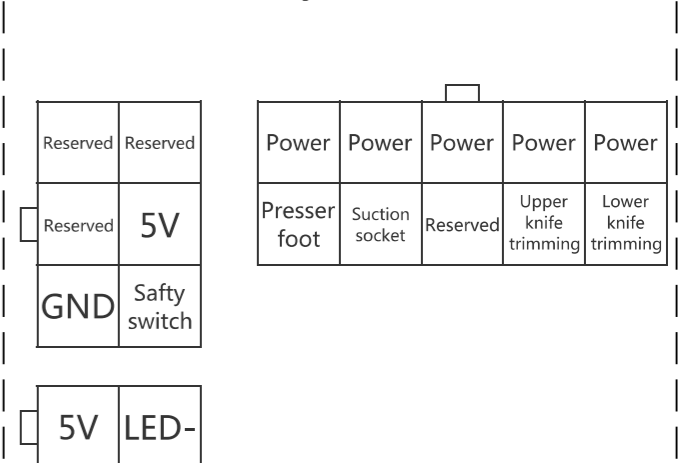 Reserved Reserved
Reserved 5V
GND Safty
switch
Power Power Power Power Power
Presser
foot
Suction
socket
Reserved
Upper
knife
trimming
Lower
knife
trimming
5V LED-